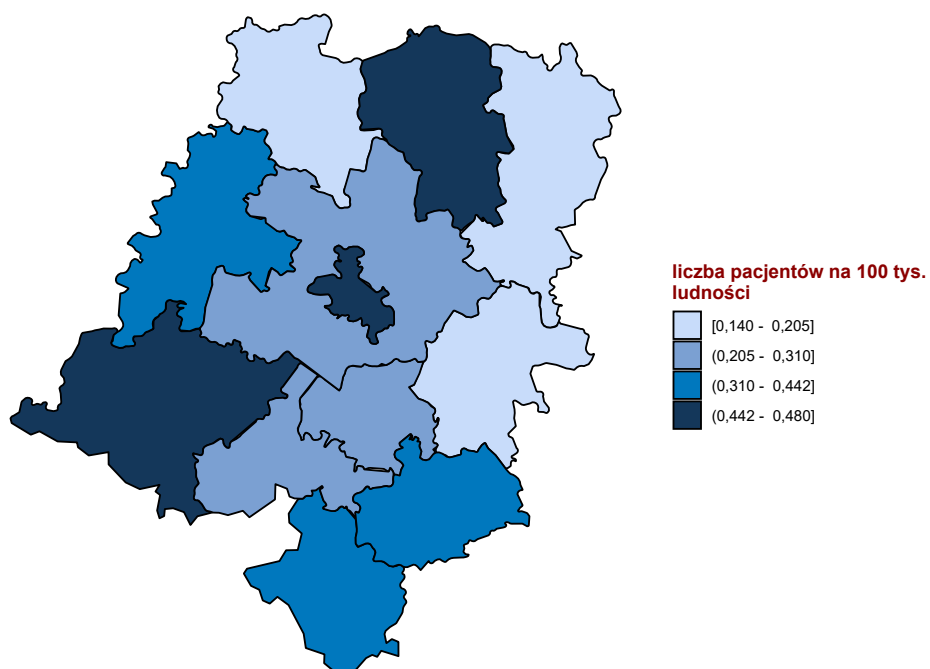 liczba pacjentów na 100 tys.
ludności
[0,140 - 0,205]
(0,205 - 0,310]
(0,310 - 0,442]
(0,442 - 0,480]